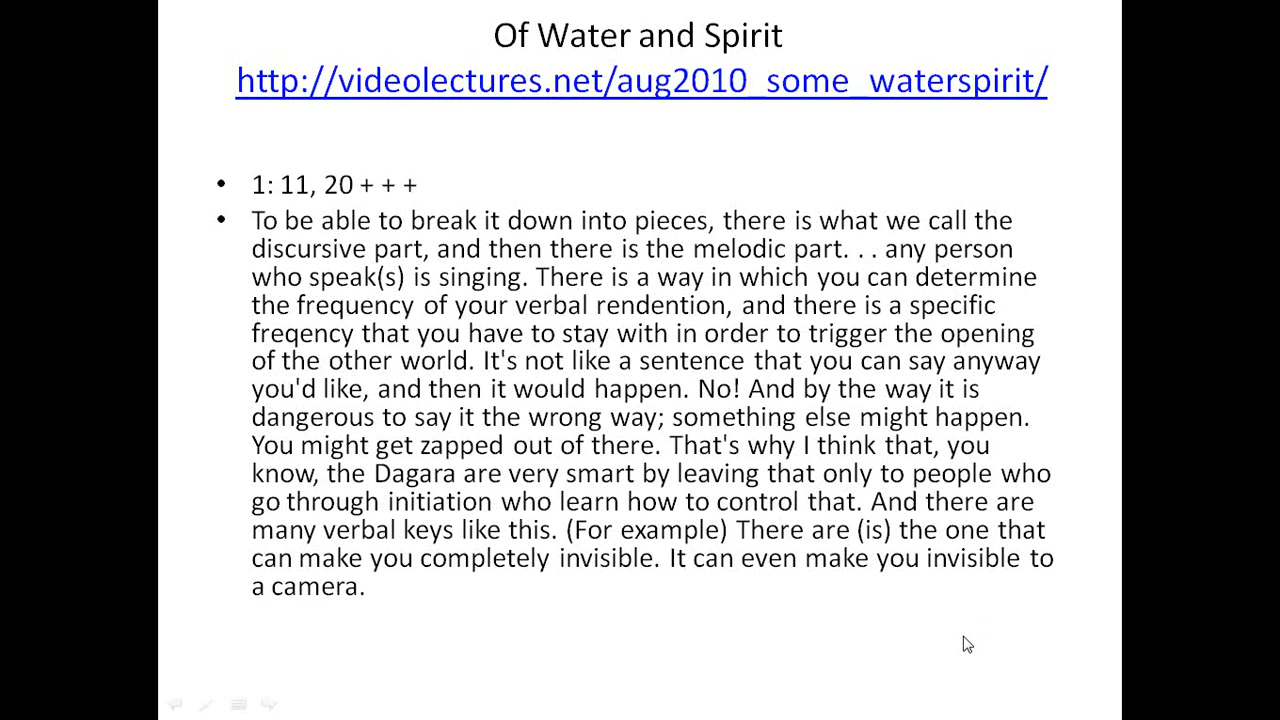 Of Water and Spirit
http://videolectures.net/aug2010_some_waterspirit/
• 1: 11, 20 + + +
• To be able to break it down into pieces, there is what we call the
discursive part, and then there is the melodic part. . . any person
who speak(s) is singing. There is a way in which you can determine
the frequency of your verbal rendention, and there is a specific
freqency that you have to stay with in order to trigger the opening
of the other world. It's not like a sentence that you can say anyway
you'd like, and then it would happen. No! And by the way it is
dangerous to say it the wrong way; something else might happen.
You might get zapped out of there. That's why I think that, you
know, the Dagara are very smart by leaving that only to people who
go through initiation who learn how to control that. And there are
many verbal keys like this. (For example) There are (is) the one that
can make you completely invisible. It can even make you invisible to
a camera.